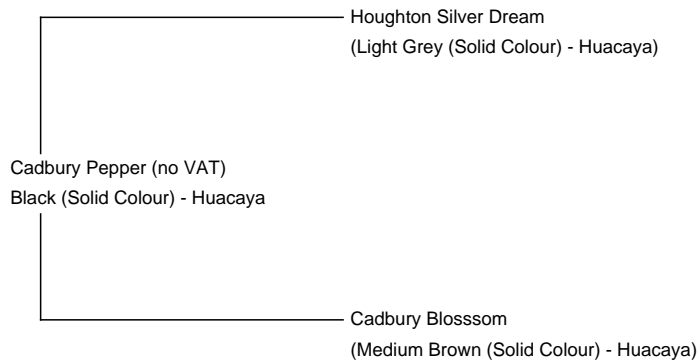 Houghton Silver Dream
(Light Grey (Solid Colour) - Huacaya)
Cadbury Pepper (no VAT)
Black (Solid Colour) - Huacaya
Cadbury Blosssom
(Medium Brown (Solid Colour) - Huacaya)